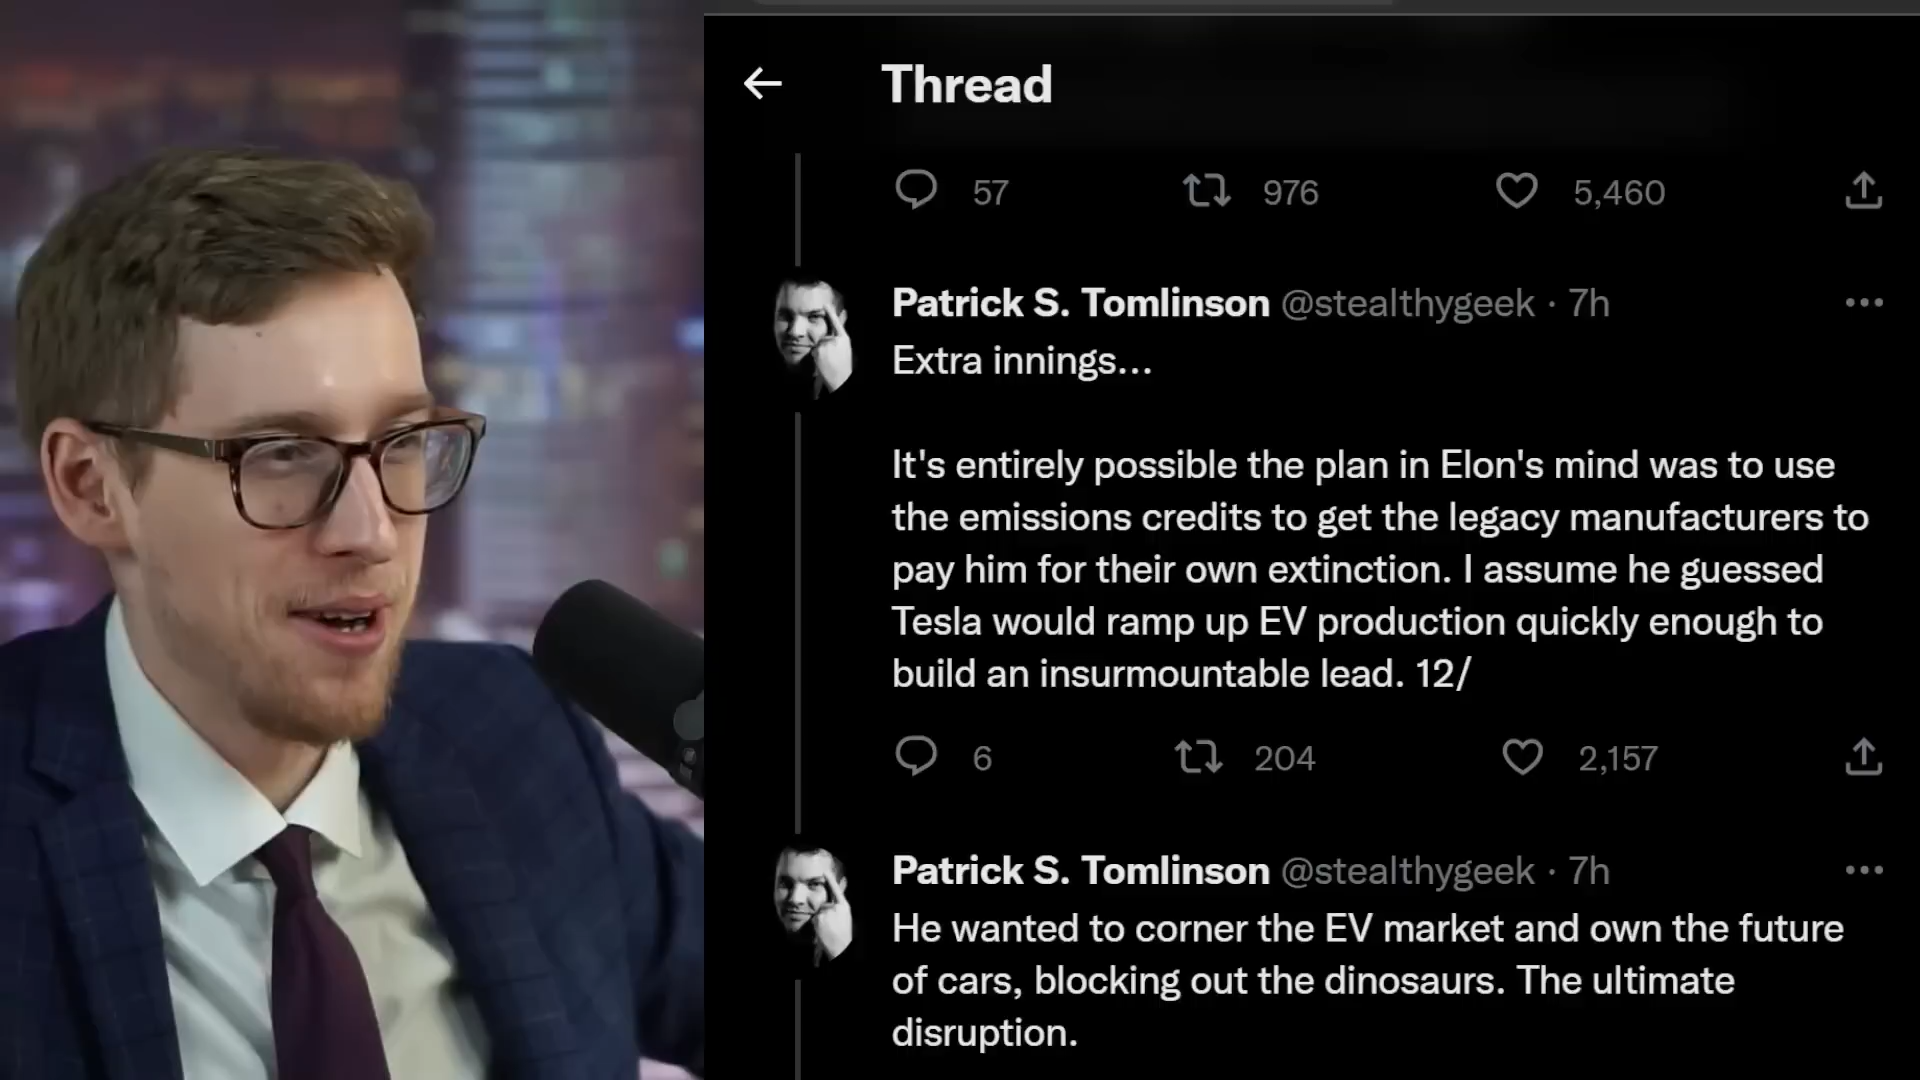 Thread
57 976 5,460
Patrick S. Tomlinson @stealthygeek · 7h
Extra innings...
It's entirely possible the plan in Elon's mind was to use
the emissions credits to get the legacy manufacturers to
pay him for their own extinction. I assume he guessed
Tesla would ramp up EV production quickly enough to
build an insurmountable lead. 12/
6 204 2,157
Patrick S. Tomlinson @stealthygeek · 7h
He wanted to corner the EV market and own the future
of cars, blocking out the dinosaurs. The ultimate
disruption.